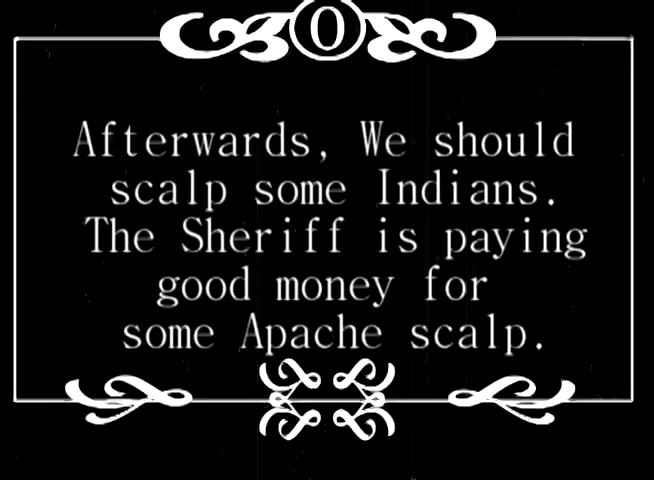 O
Afterwards, We should
scalp some Indians.
The Sheriff is paying
good money for
some Apache scalp.